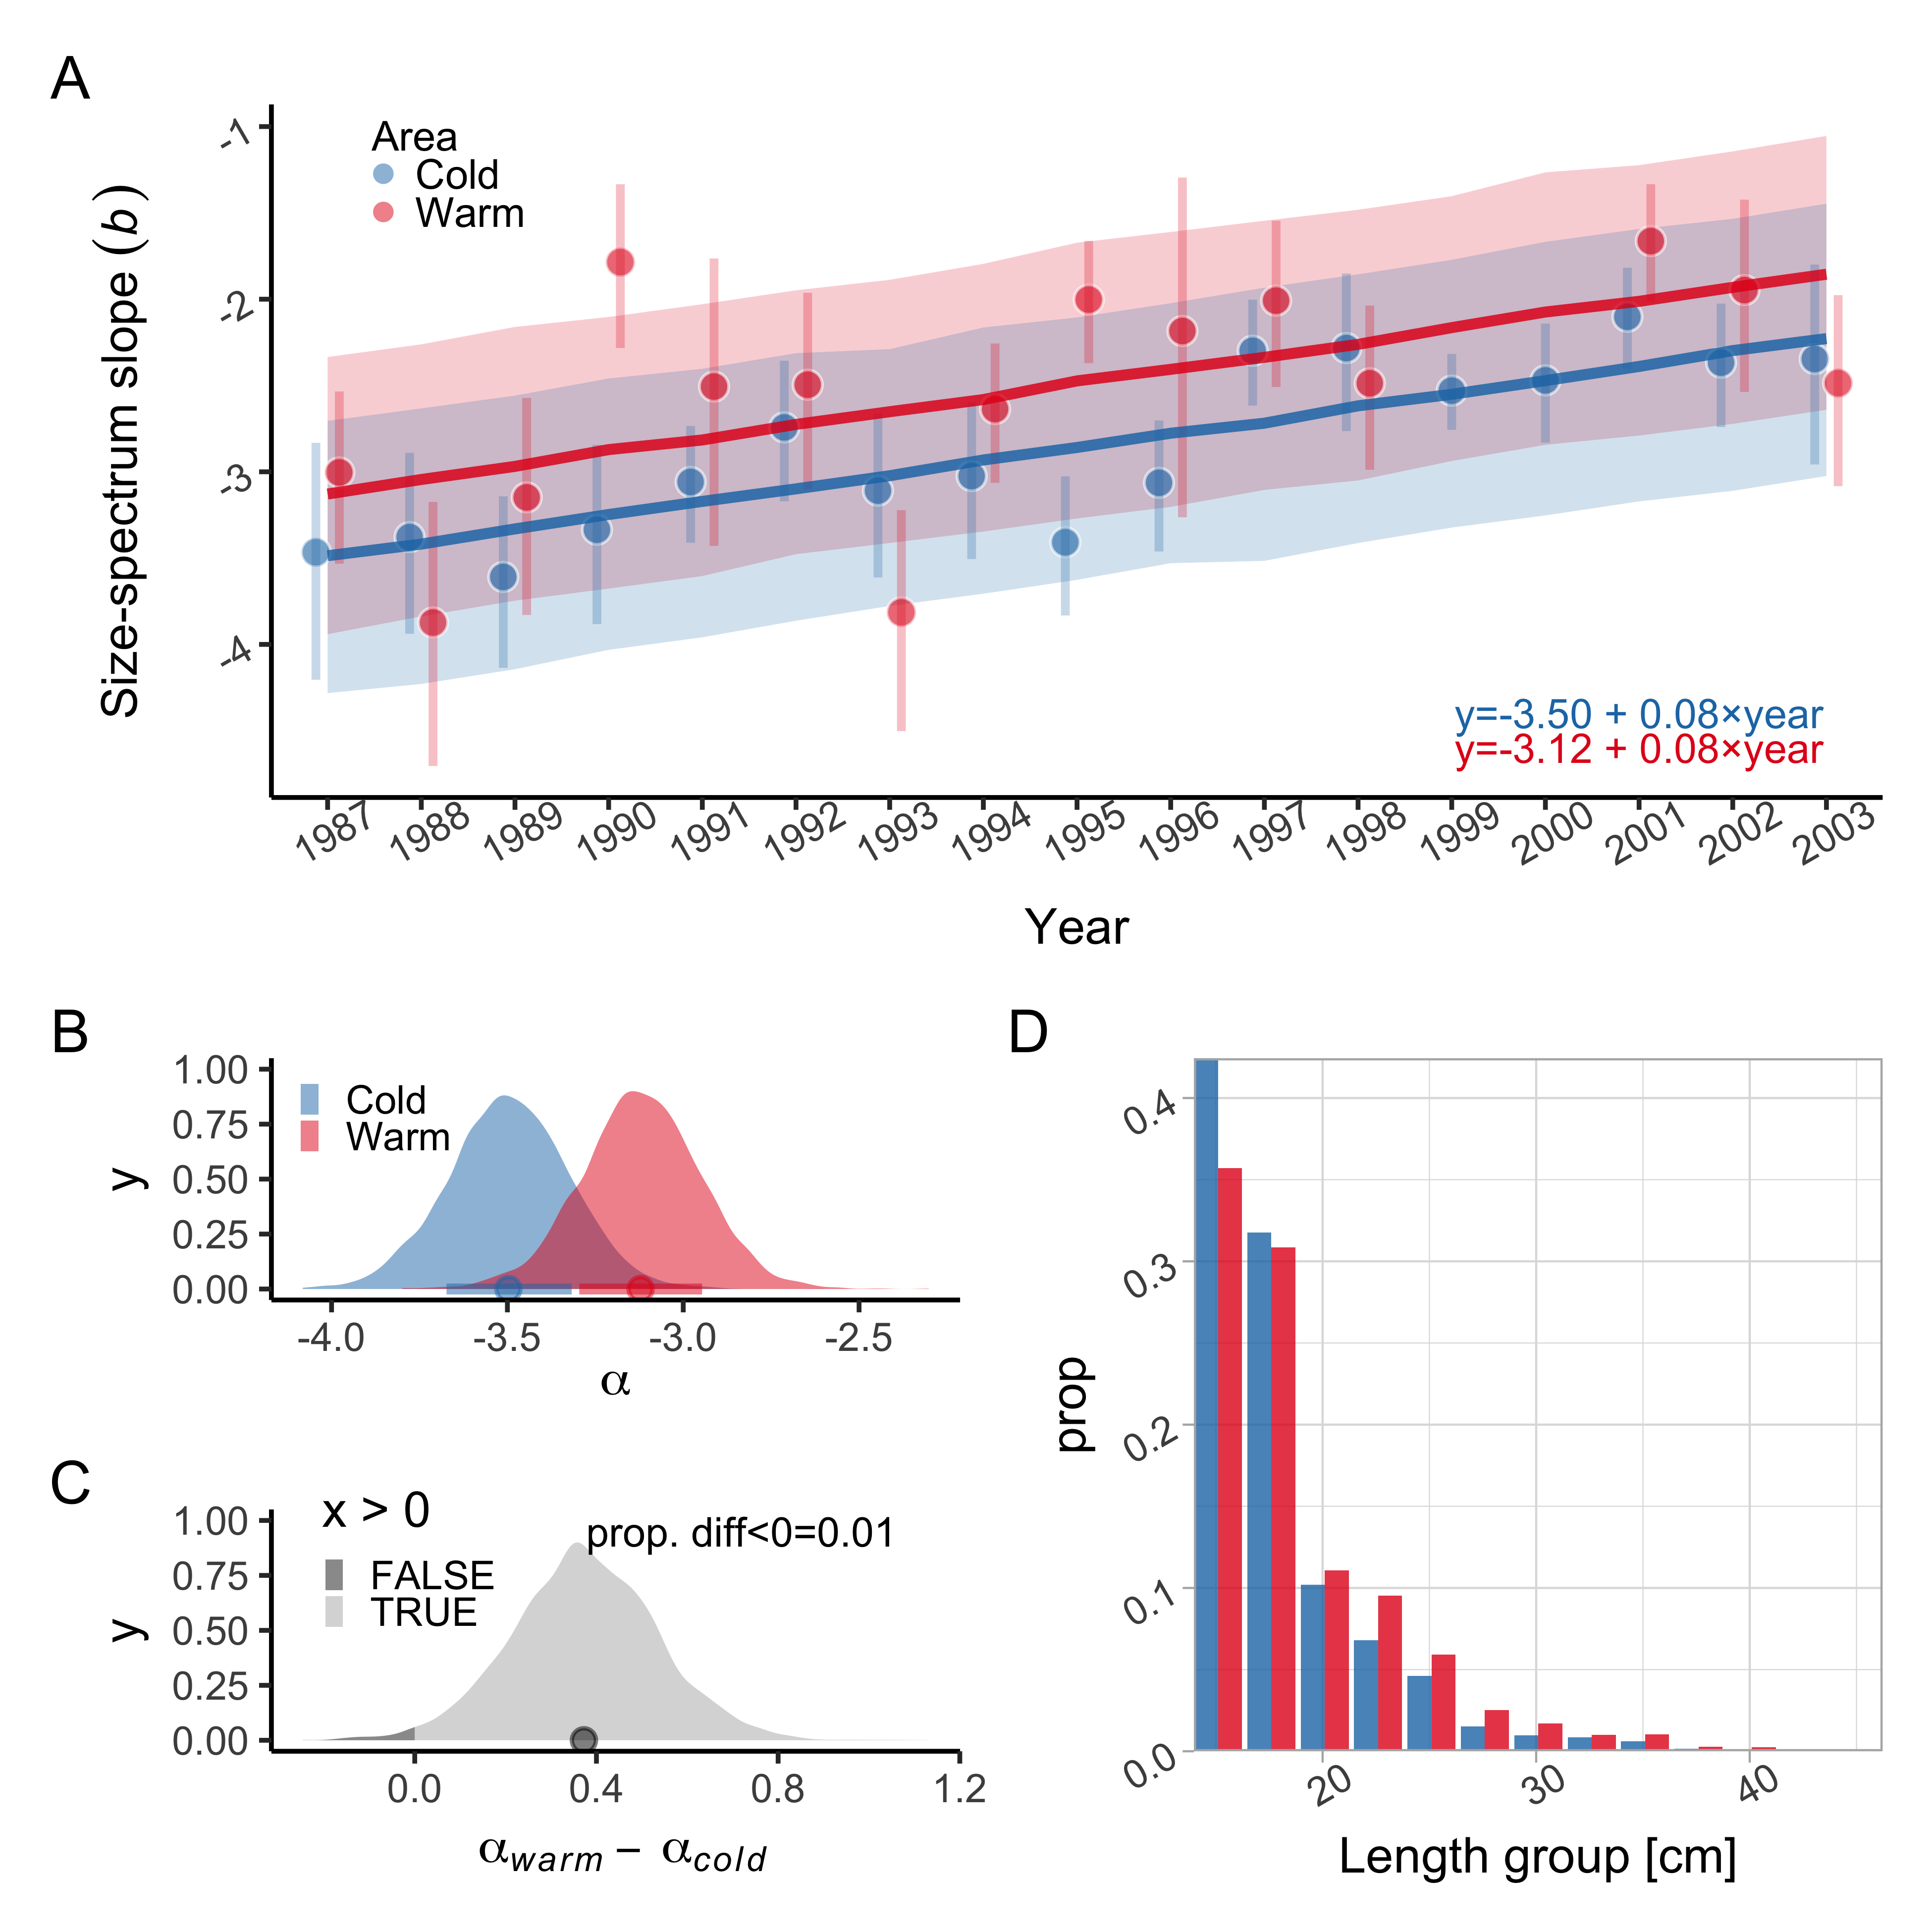 A
Size-spectrum slope (b)
-1
-2
-3
-4
Area
Cold
Warm
y=-3.50 + 0.08×year
y=-3.12 + 0.08×year
1987 1988 1989 1990 1991 1992 1993 1994 1995 1996 1997 1998 1999 2000 2001 2002 2003
Year
B
y
1.00
0.75
0.50
0.25
0.00
Cold
Warm
-4.0 -3.5 -3.0 -2.5
α
C
y
1.00
0.75
0.50
0.25
0.00
x > 0
FALSE
TRUE
prop. diff<0=0.01
0.0 0.4 0.8 1.2
αwarm − αcold
D
prop
0.4
0.3
0.2
0.1
0.0
20 30 40
Length group [cm]